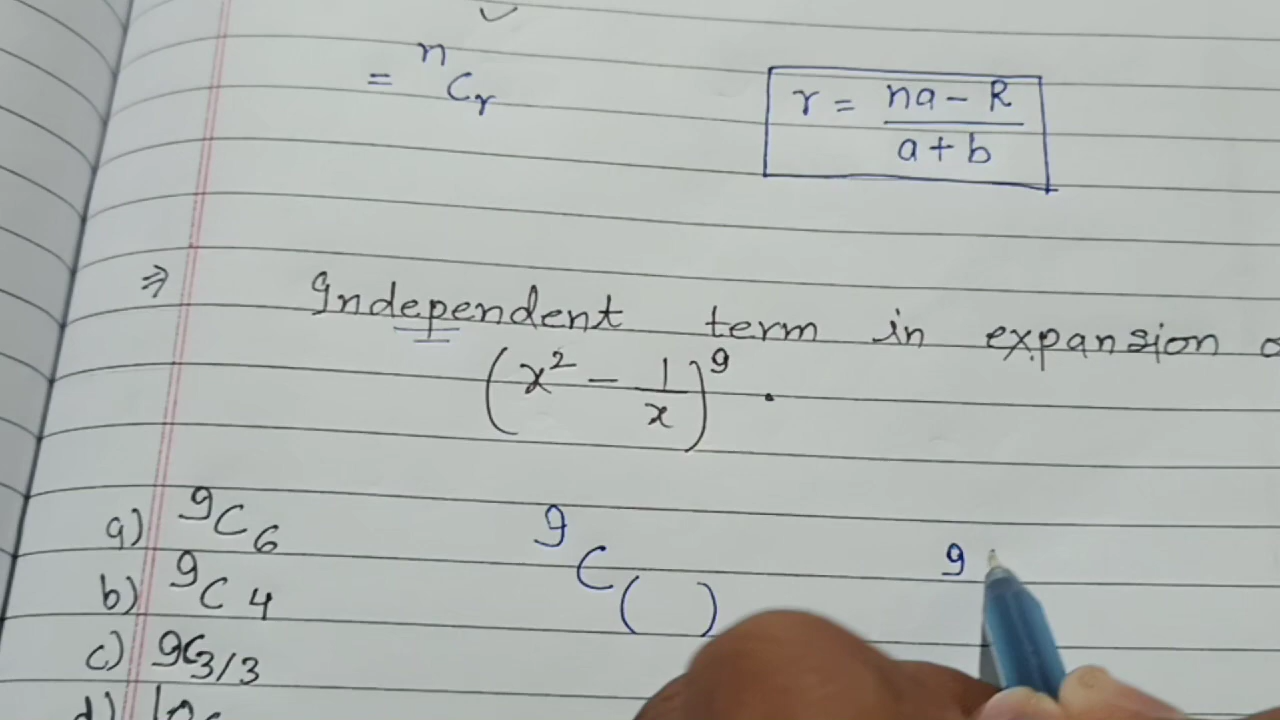 = ⁿCᵣ
r = (na - R)/(a + b)
⇒ Independent term in expansion
(x² - 1/x)⁹ .
a) ⁹C₆
b) ⁹C₄
c) 9C3/3
d)
⁹C( )
9